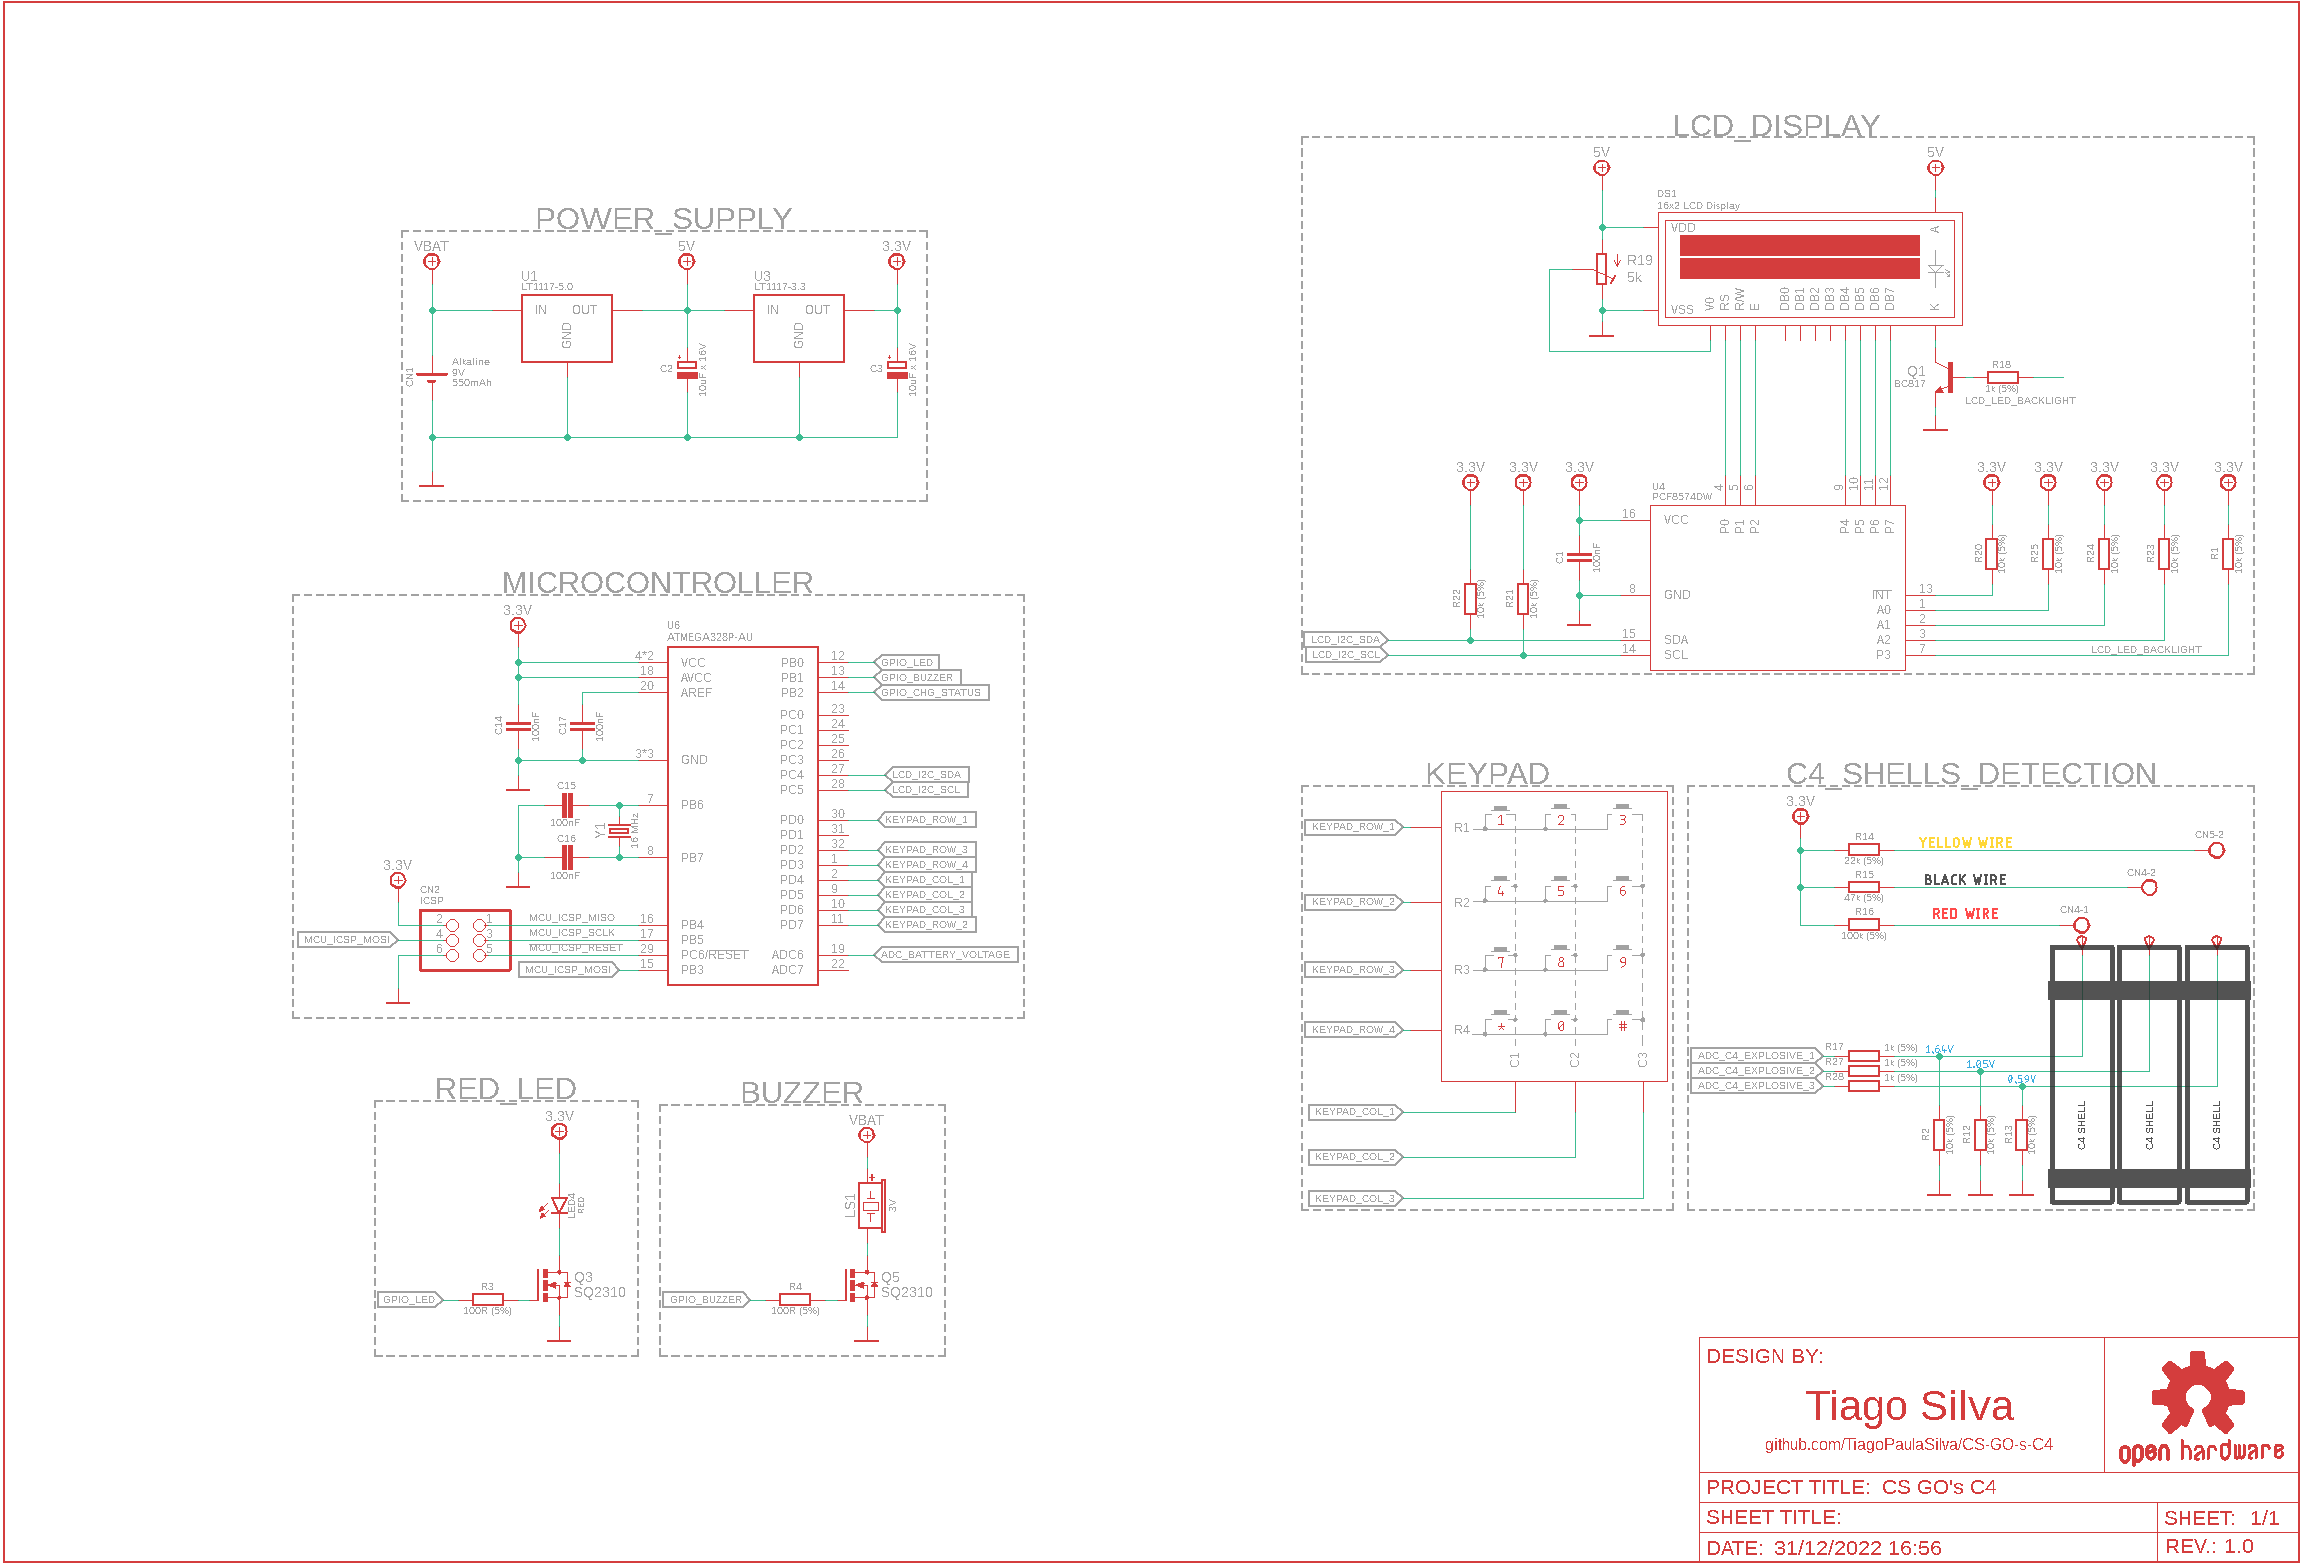 POWER_SUPPLY
VBAT
5V
3.3V
U1
LT1117-5.0
IN
OUT
GND
U3
LT1117-3.3
IN
OUT
GND
CN1
Alkaline
9V
550mAh
C2
10uF x 16V
C3
10uF x 16V
MICROCONTROLLER
3.3V
U6
ATMEGA328P-AU
4*2
VCC
18
AVCC
20
AREF
3*3
GND
7
PB6
8
PB7
16
PB4
17
PB5
29
PC6/RESET
15
PB3
PB0
12
GPIO_LED
PB1
13
GPIO_BUZZER
PB2
14
GPIO_CHG_STATUS
PC0
23
PC1
24
PC2
25
PC3
26
PC4
27
LCD_I2C_SDA
PC5
28
LCD_I2C_SCL
PD0
30
KEYPAD_ROW_1
PD1
31
PD2
32
KEYPAD_ROW_3
PD3
1
KEYPAD_ROW_4
PD4
2
KEYPAD_COL_1
PD5
9
KEYPAD_COL_2
PD6
10
KEYPAD_COL_3
PD7
11
KEYPAD_ROW_2
ADC6
19
ADC_BATTERY_VOLTAGE
ADC7
22
C14
100nF
C17
100nF
C15
100nF
C16
100nF
Y1
16 MHz
3.3V
CN2
ICSP
2
1
4
3
6
5
MCU_ICSP_MISO
MCU_ICSP_SCLK
MCU_ICSP_RESET
MCU_ICSP_MOSI
MCU_ICSP_MOSI
RED_LED
3.3V
LED4
RED
Q3
SQ2310
R3
100R (5%)
GPIO_LED
BUZZER
VBAT
LS1
3V
Q5
SQ2310
R4
100R (5%)
GPIO_BUZZER
LCD_DISPLAY
5V
5V
DS1
16x2 LCD Display
VDD
VSS
R19
5k
V0
RS
R/W
E
DB0
DB1
DB2
DB3
DB4
DB5
DB6
DB7
A
K
Q1
BC817
R18
1k (5%)
LCD_LED_BACKLIGHT
3.3V
3.3V
3.3V
U4
PCF8574DW
4
5
6
9
10
11
12
P0
P1
P2
P4
P5
P6
P7
16
VCC
8
GND
15
SDA
14
SCL
C1
100nF
R22
10k (5%)
R21
10k (5%)
LCD_I2C_SDA
LCD_I2C_SCL
3.3V
3.3V
3.3V
3.3V
3.3V
R20
10k (5%)
R25
10k (5%)
R24
10k (5%)
R23
10k (5%)
R1
10k (5%)
INT
13
A0
1
A1
2
A2
3
P3
7
LCD_LED_BACKLIGHT
KEYPAD
KEYPAD_ROW_1
R1
1
2
3
KEYPAD_ROW_2
R2
4
5
6
KEYPAD_ROW_3
R3
7
8
9
KEYPAD_ROW_4
R4
*
0
#
C1
C2
C3
KEYPAD_COL_1
KEYPAD_COL_2
KEYPAD_COL_3
C4_SHELLS_DETECTION
3.3V
R14
22k (5%)
YELLOW WIRE
CN5-2
R15
47k (5%)
BLACK WIRE
CN4-2
R16
100k (5%)
RED WIRE
CN4-1
ADC_C4_EXPLOSIVE_1
R17
1k (5%)
1.64V
ADC_C4_EXPLOSIVE_2
R27
1k (5%)
1.05V
ADC_C4_EXPLOSIVE_3
R28
1k (5%)
0.59V
R2
10k (5%)
R12
10k (5%)
R13
10k (5%)
C4 SHELL
C4 SHELL
C4 SHELL
DESIGN BY:
Tiago Silva
github.com/TiagoPaulaSilva/CS-GO-s-C4
open hardware
PROJECT TITLE: CS GO's C4
SHEET TITLE:
SHEET: 1/1
DATE: 31/12/2022 16:56
REV.: 1.0